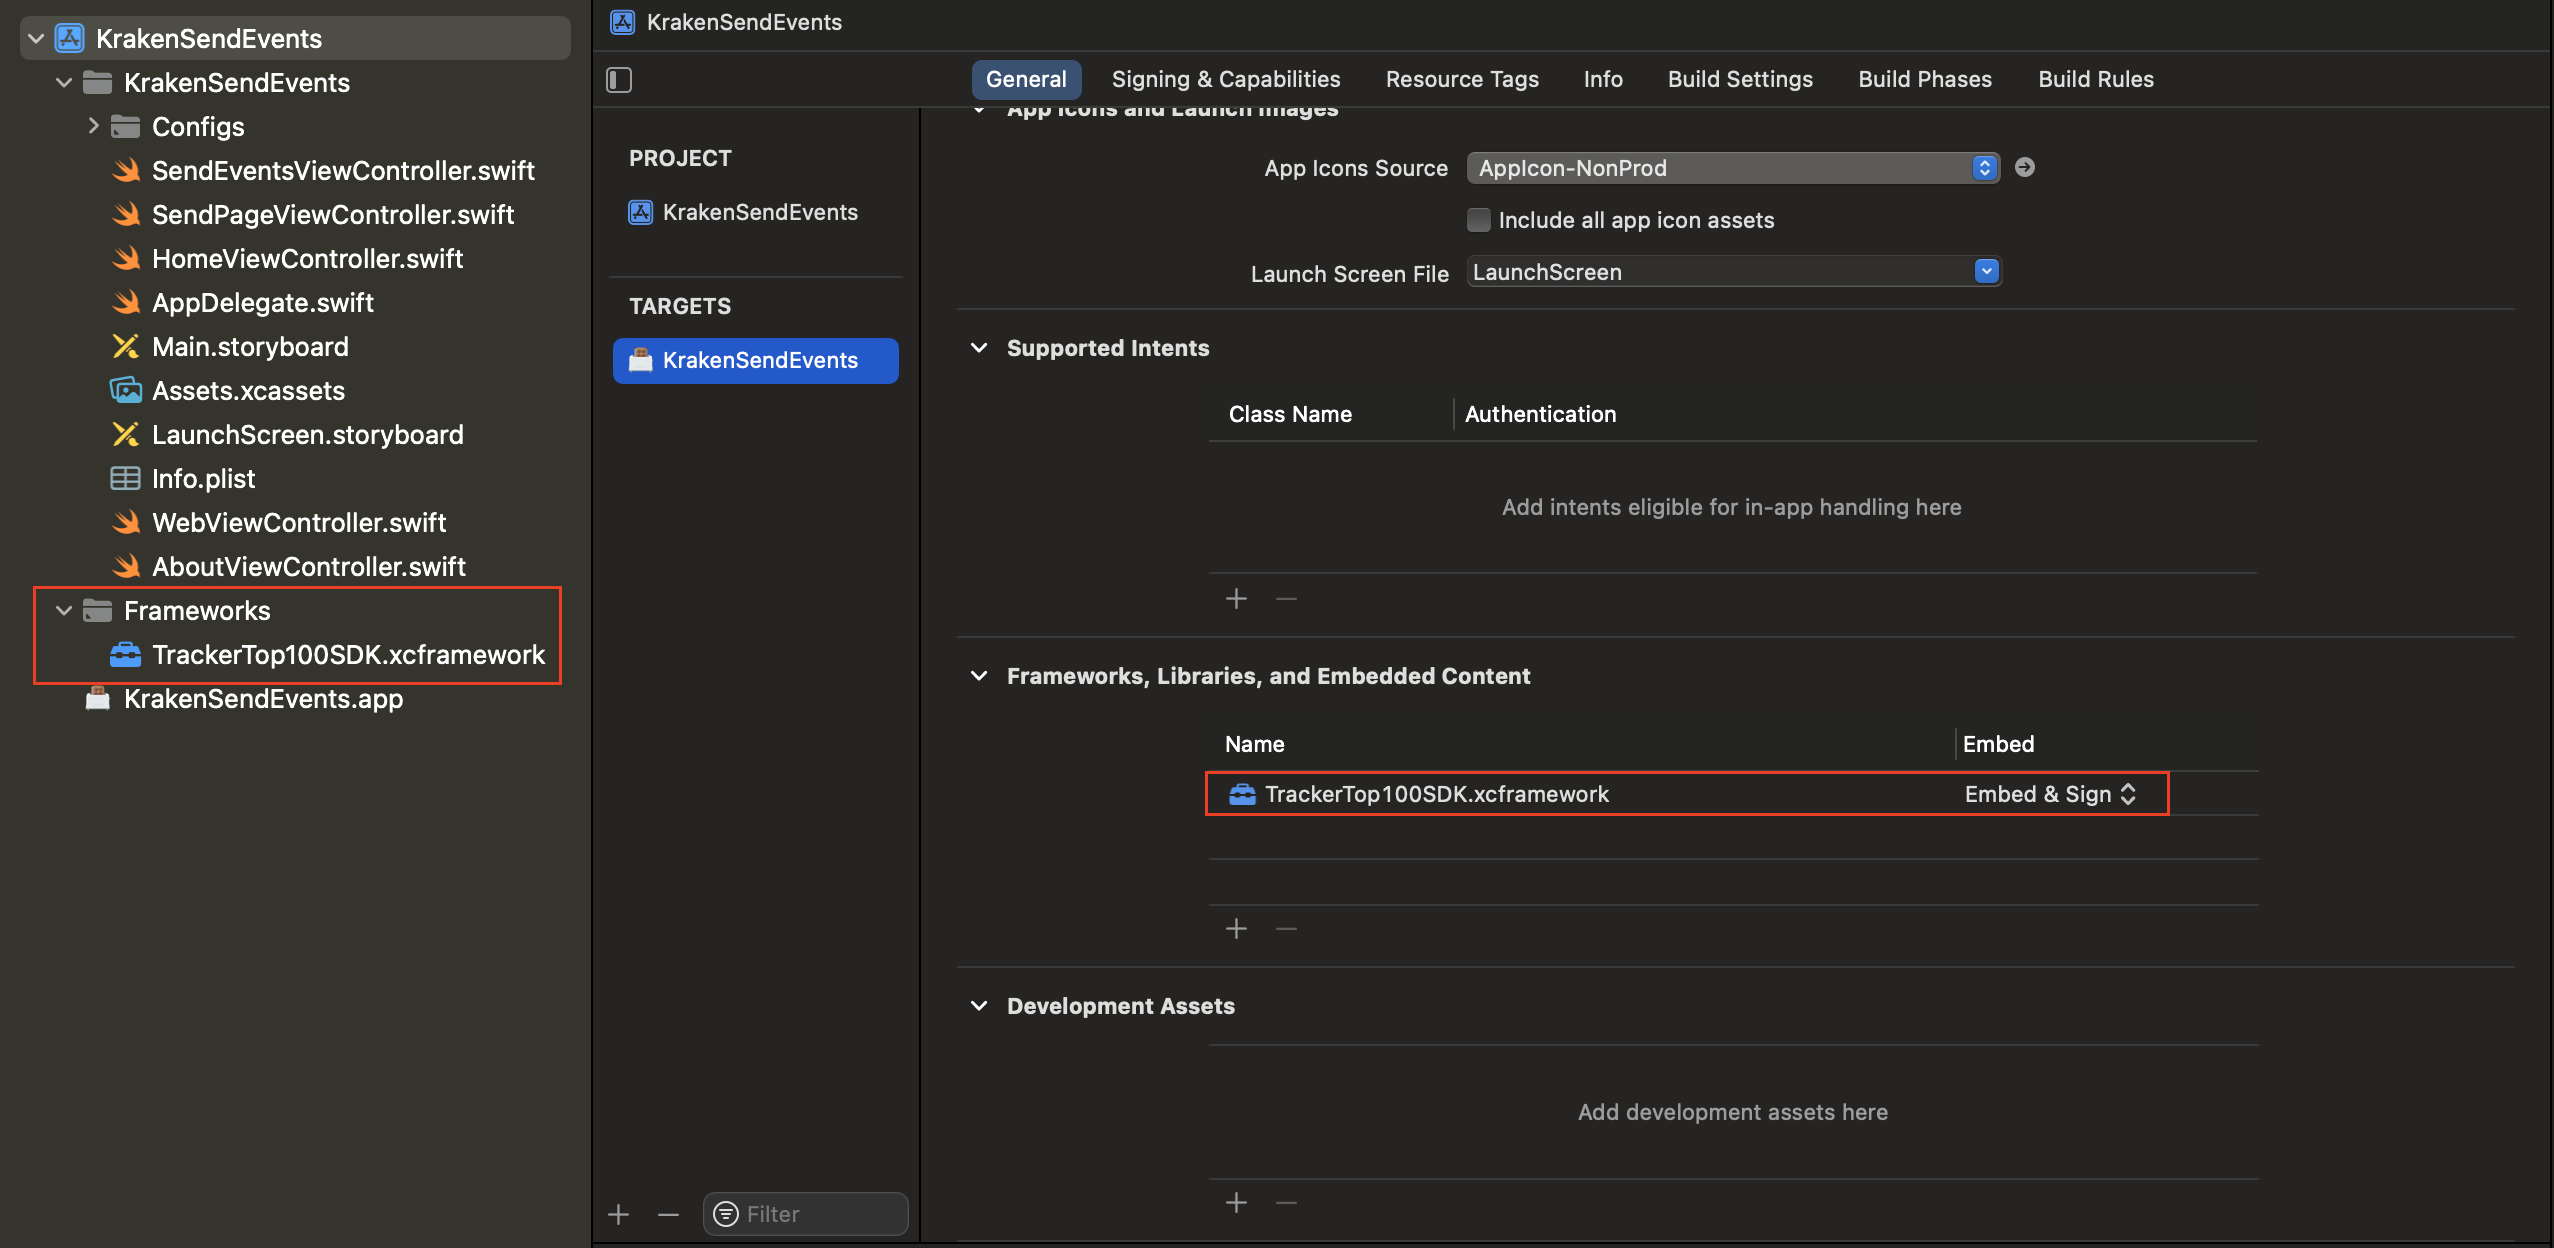 KrakenSendEvents
KrakenSendEvents
Configs
SendEventsViewController.swift
SendPageViewController.swift
HomeViewController.swift
AppDelegate.swift
Main.storyboard
Assets.xcassets
LaunchScreen.storyboard
Info.plist
WebViewController.swift
AboutViewController.swift
Frameworks
TrackerTop100SDK.xcframework
KrakenSendEvents.app
KrakenSendEvents
General Signing & Capabilities Resource Tags Info Build Settings Build Phases Build Rules
PROJECT
KrakenSendEvents
TARGETS
KrakenSendEvents
Filter
App Icons and Launch Images
App Icons Source AppIcon-NonProd
Include all app icon assets
Launch Screen File LaunchScreen
Supported Intents
Class Name Authentication
Add intents eligible for in-app handling here
Frameworks, Libraries, and Embedded Content
Name Embed
TrackerTop100SDK.xcframework Embed & Sign
Development Assets
Add development assets here